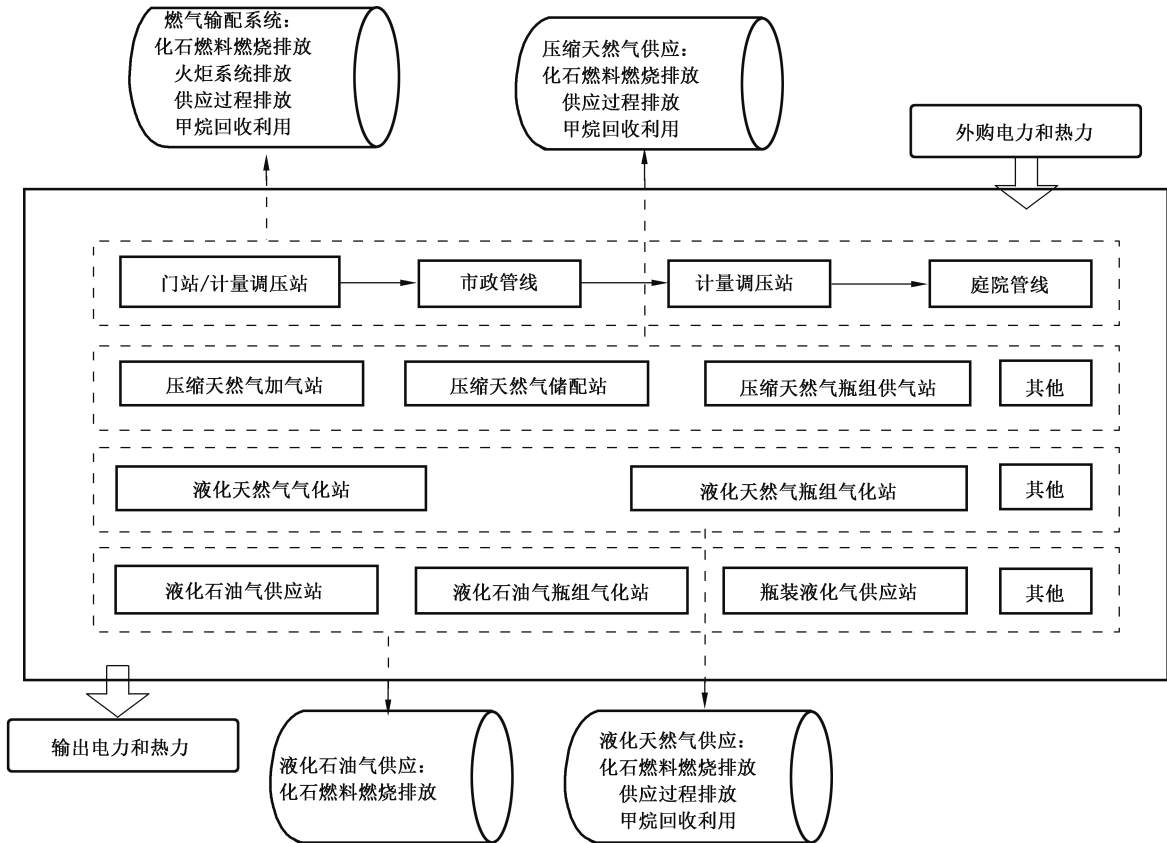 燃气输配系统：
化石燃料燃烧排放
火炬系统排放
供应过程排放
甲烷回收利用
压缩天然气供应：
化石燃料燃烧排放
供应过程排放
甲烷回收利用
外购电力和热力
门站/计量调压站
市政管线
计量调压站
庭院管线
压缩天然气加气站
压缩天然气储配站
压缩天然气瓶组供气站
其他
液化天然气气化站
液化天然气瓶组气化站
其他
液化石油气供应站
液化石油气瓶组气化站
瓶装液化气供应站
其他
输出电力和热力
液化石油气供应：
化石燃料燃烧排放
液化天然气供应：
化石燃料燃烧排放
供应过程排放
甲烷回收利用